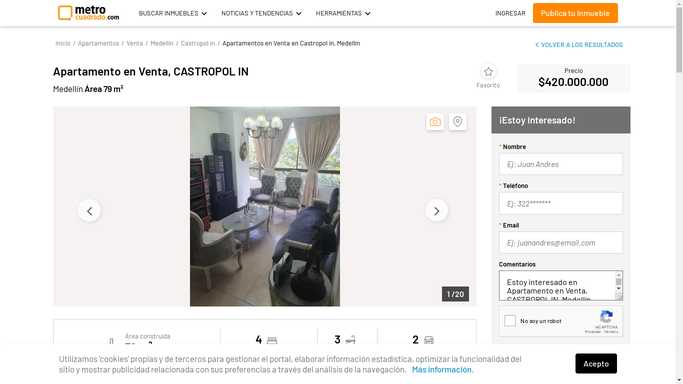 metro
cuadrado.com
BUSCAR INMUEBLES
NOTICIAS Y TENDENCIAS
HERRAMIENTAS
INGRESAR
Publica tu Inmueble
Inicio / Apartamentos / Venta / Medellín / Castropol in / Apartamentos en Venta en Castropol in, Medellín
VOLVER A LOS RESULTADOS
Apartamento en Venta, CASTROPOL IN
Medellín Área 79 m²
Favorito
Precio
$420.000.000
¡Estoy Interesado!
* Nombre
Ej: Juan Andres
* Teléfono
Ej: 322*******
* Email
Ej: juanandres@email.com
Comentarios
Estoy interesado en
Apartamento en Venta,
CASTROPOL IN, Medellín
No soy un robot
reCAPTCHA
Privacidad - Términos
1 / 20
Área construida
4
3
2
Utilizamos 'cookies' propias y de terceros para gestionar el portal, elaborar información estadística, optimizar la funcionalidad del
sitio y mostrar publicidad relacionada con sus preferencias a través del análisis de la navegación. Más información.
Acepto